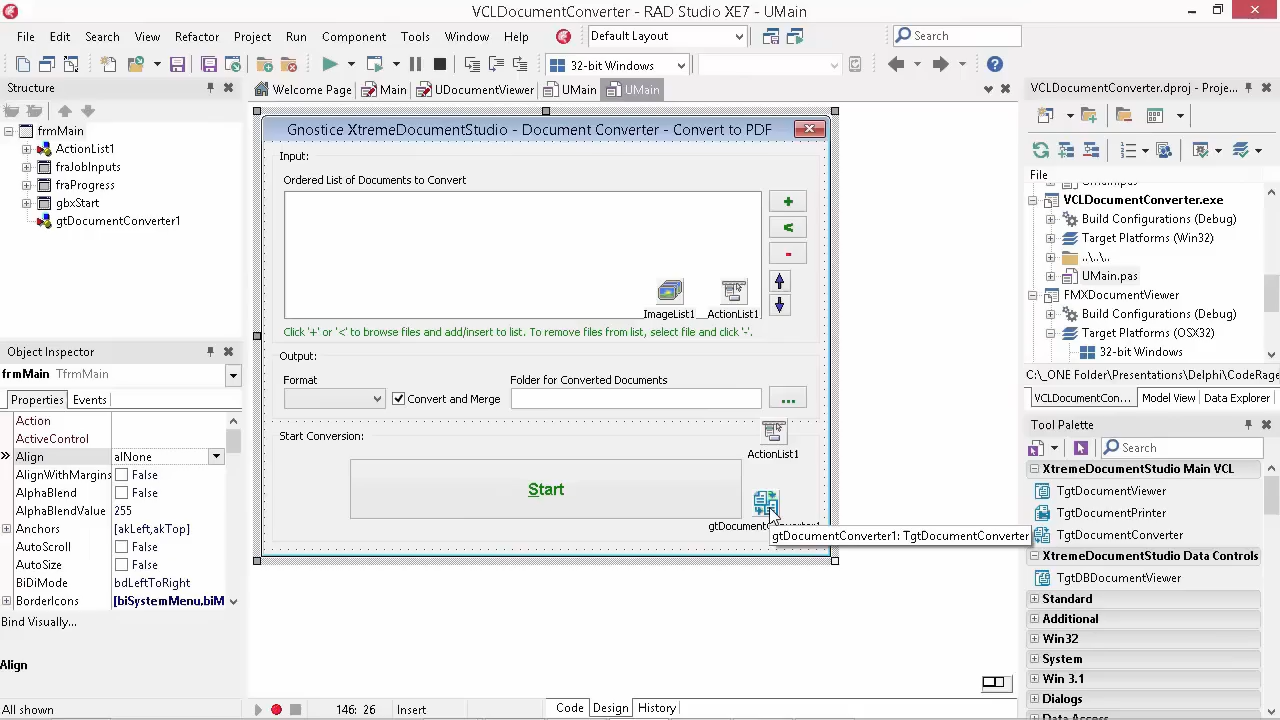 VCLDocumentConverter - RAD Studio XE7 - UMain
File Edit Search View Refactor Project Run Component Tools Window Help
Default Layout
Search
32-bit Windows
Structure
Welcome Page Main UDocumentViewer UMain UMain
VCLDocumentConverter.dproj - Proje...
frmMain
ActionList1
fraJobInputs
fraProgress
gbxStart
gtDocumentConverter1
Gnostice XtremeDocumentStudio - Document Converter - Convert to PDF
Input:
Ordered List of Documents to Convert
+
<
-
ImageList1
ActionList1
Click '+' or '<' to browse files and add/insert to list. To remove files from list, select file and click '-'.
Output:
Format
Folder for Converted Documents
Convert and Merge
...
Start Conversion:
ActionList1
Start
gtDocumentConverter1: TgtDocumentConverter
File
VCLDocumentConverter.exe
Build Configurations (Debug)
Target Platforms (Win32)
..\..\..
UMain.pas
FMXDocumentViewer
Build Configurations (Debug)
Target Platforms (OSX32)
32-bit Windows
C:\_ONE Folder\Presentations\Delphi\CodeRage
VCLDocumentCon... Model View Data Explorer
Object Inspector
frmMain TfrmMain
Properties Events
Action
ActiveControl
Align alNone
AlignWithMargins False
AlphaBlend False
AlphaBlendValue 255
Anchors [akLeft,akTop]
AutoScroll False
AutoSize False
BiDiMode bdLeftToRight
BorderIcons [biSystemMenu,biM
Bind Visually...
Align
All shown
Tool Palette
Search
XtremeDocumentStudio Main VCL
TgtDocumentViewer
TgtDocumentPrinter
TgtDocumentConverter
XtremeDocumentStudio Data Controls
TgtDBDocumentViewer
Standard
Additional
Win32
System
Win 3.1
Dialogs
Data Access
146: 26 Insert
Code Design History